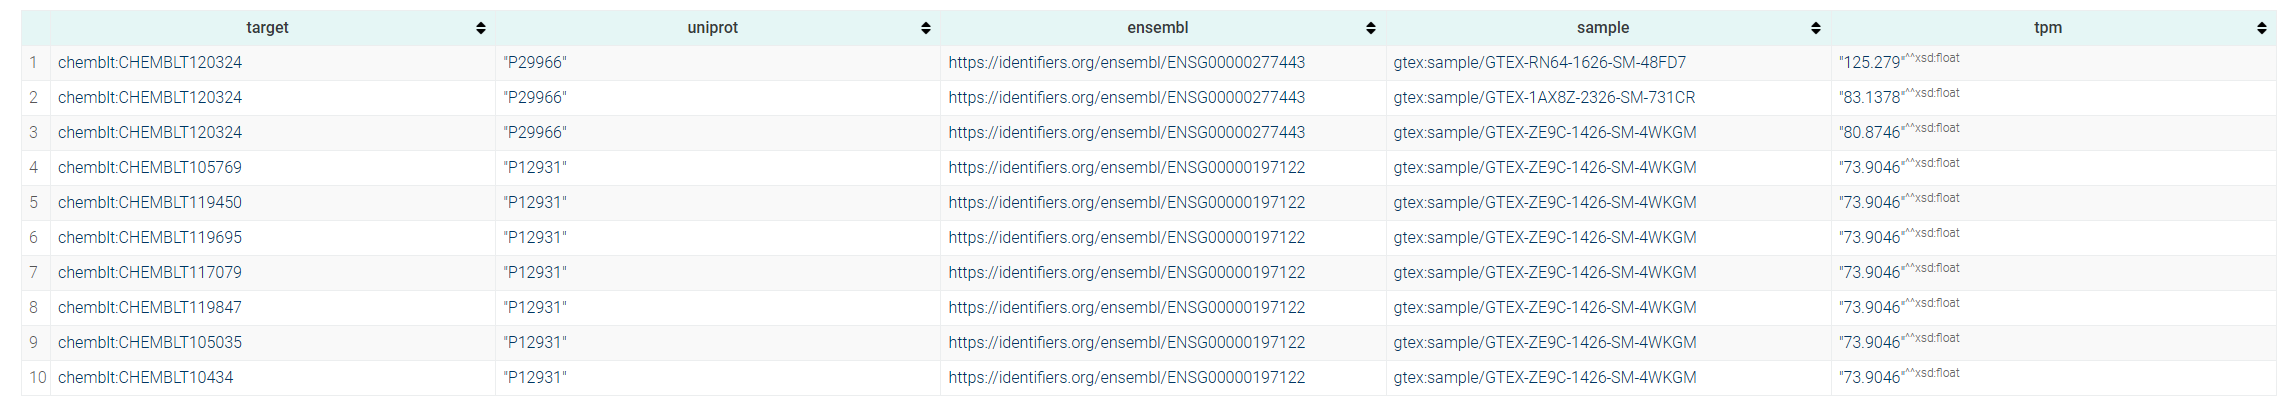 target uniprot ensembl sample tpm
1 chemblt:CHEMBLT120324 "P29966" https://identifiers.org/ensembl/ENSG00000277443 gtex:sample/GTEX-RN64-1626-SM-48FD7 "125.279"^^xsd:float
2 chemblt:CHEMBLT120324 "P29966" https://identifiers.org/ensembl/ENSG00000277443 gtex:sample/GTEX-1AX8Z-2326-SM-731CR "83.1378"^^xsd:float
3 chemblt:CHEMBLT120324 "P29966" https://identifiers.org/ensembl/ENSG00000277443 gtex:sample/GTEX-ZE9C-1426-SM-4WKGM "80.8746"^^xsd:float
4 chemblt:CHEMBLT105769 "P12931" https://identifiers.org/ensembl/ENSG00000197122 gtex:sample/GTEX-ZE9C-1426-SM-4WKGM "73.9046"^^xsd:float
5 chemblt:CHEMBLT119450 "P12931" https://identifiers.org/ensembl/ENSG00000197122 gtex:sample/GTEX-ZE9C-1426-SM-4WKGM "73.9046"^^xsd:float
6 chemblt:CHEMBLT119695 "P12931" https://identifiers.org/ensembl/ENSG00000197122 gtex:sample/GTEX-ZE9C-1426-SM-4WKGM "73.9046"^^xsd:float
7 chemblt:CHEMBLT117079 "P12931" https://identifiers.org/ensembl/ENSG00000197122 gtex:sample/GTEX-ZE9C-1426-SM-4WKGM "73.9046"^^xsd:float
8 chemblt:CHEMBLT119847 "P12931" https://identifiers.org/ensembl/ENSG00000197122 gtex:sample/GTEX-ZE9C-1426-SM-4WKGM "73.9046"^^xsd:float
9 chemblt:CHEMBLT105035 "P12931" https://identifiers.org/ensembl/ENSG00000197122 gtex:sample/GTEX-ZE9C-1426-SM-4WKGM "73.9046"^^xsd:float
10 chemblt:CHEMBLT10434 "P12931" https://identifiers.org/ensembl/ENSG00000197122 gtex:sample/GTEX-ZE9C-1426-SM-4WKGM "73.9046"^^xsd:float